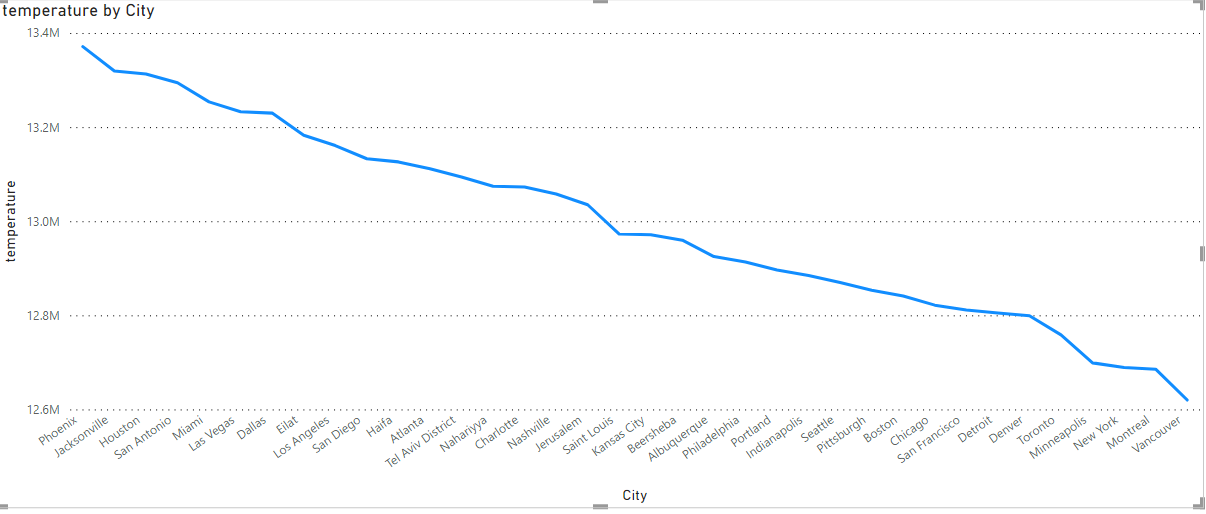 temperature by City
13.4M
13.2M
13.0M
12.8M
12.6M
temperature
Phoenix
Jacksonville
Houston
San Antonio
Miami
Las Vegas
Dallas
Eilat
Los Angeles
San Diego
Haifa
Atlanta
Tel Aviv District
Nahariyya
Charlotte
Nashville
Jerusalem
Saint Louis
Kansas City
Beersheba
Albuquerque
Philadelphia
Portland
Indianapolis
Seattle
Pittsburgh
Boston
Chicago
San Francisco
Detroit
Denver
Toronto
Minneapolis
New York
Montreal
Vancouver
City